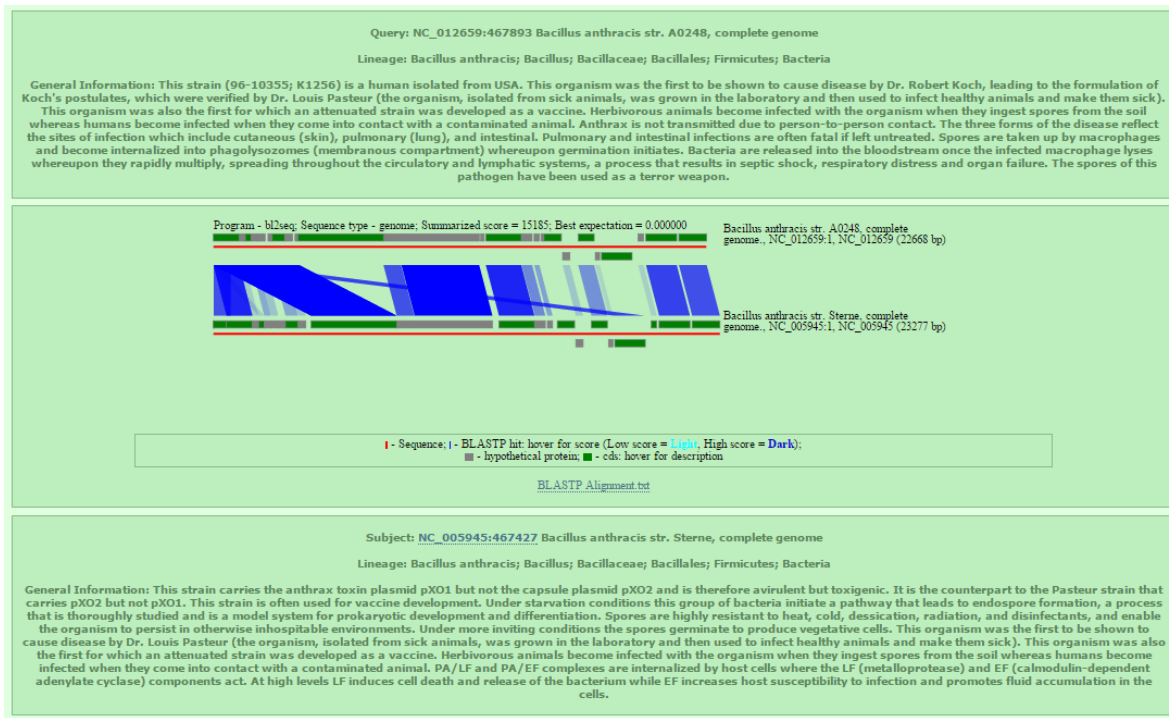 Query: NC_012659:467893 Bacillus anthracis str. A0248, complete genome
Lineage: Bacillus anthracis; Bacillus; Bacillaceae; Bacillales; Firmicutes; Bacteria
General Information: This strain (96-10355; K1256) is a human isolated from USA. This organism was the first to be shown to cause disease by Dr. Robert Koch, leading to the formulation of
Koch's postulates, which were verified by Dr. Louis Pasteur (the organism, isolated from sick animals, was grown in the laboratory and then used to infect healthy animals and make them sick).
This organism was also the first for which an attenuated strain was developed as a vaccine. Herbivorous animals become infected with the organism when they ingest spores from the soil
whereas humans become infected when they come into contact with a contaminated animal. Anthrax is not transmitted due to person-to-person contact. The three forms of the disease reflect
the sites of infection which include cutaneous (skin), pulmonary (lung), and intestinal. Pulmonary and intestinal infections are often fatal if left untreated. Spores are taken up by macrophages
and become internalized into phagolysozomes (membranous compartment) whereupon germination initiates. Bacteria are released into the bloodstream once the infected macrophage lyses
whereupon they rapidly multiply, spreading throughout the circulatory and lymphatic systems, a process that results in septic shock, respiratory distress and organ failure. The spores of this
pathogen have been used as a terror weapon.
Program - bl2seq; Sequence type - genome; Summarized score = 15185; Best expectation = 0.000000
Bacillus anthracis str. A0248, complete
genome., NC_012659:1, NC_012659 (22668 bp)
Bacillus anthracis str. Sterne, complete
genome., NC_005945:1, NC_005945 (23277 bp)
- Sequence; - BLASTP hit: hover for score (Low score = Light, High score = Dark);
- hypothetical protein; - cds: hover for description
BLASTP Alignment.txt
Subject: NC_005945:467427 Bacillus anthracis str. Sterne, complete genome
Lineage: Bacillus anthracis; Bacillus; Bacillaceae; Bacillales; Firmicutes; Bacteria
General Information: This strain carries the anthrax toxin plasmid pXO1 but not the capsule plasmid pXO2 and is therefore avirulent but toxigenic. It is the counterpart to the Pasteur strain that
carries pXO2 but not pXO1. This strain is often used for vaccine development. Under starvation conditions this group of bacteria initiate a pathway that leads to endospore formation, a process
that is thoroughly studied and is a model system for prokaryotic development and differentiation. Spores are highly resistant to heat, cold, dessication, radiation, and disinfectants, and enable
the organism to persist in otherwise inhospitable environments. Under more inviting conditions the spores germinate to produce vegetative cells. This organism was the first to be shown to
cause disease by Dr. Louis Pasteur (the organism, isolated from sick animals, was grown in the laboratory and then used to infect healthy animals and make them sick). This organism was also
the first for which an attenuated strain was developed as a vaccine. Herbivorous animals become infected with the organism when they ingest spores from the soil whereas humans become
infected when they come into contact with a contaminated animal. PA/LF and PA/EF complexes are internalized by host cells where the LF (metalloprotease) and EF (calmodulin-dependent
adenylate cyclase) components act. At high levels LF induces cell death and release of the bacterium while EF increases host susceptibility to infection and promotes fluid accumulation in the
cells.